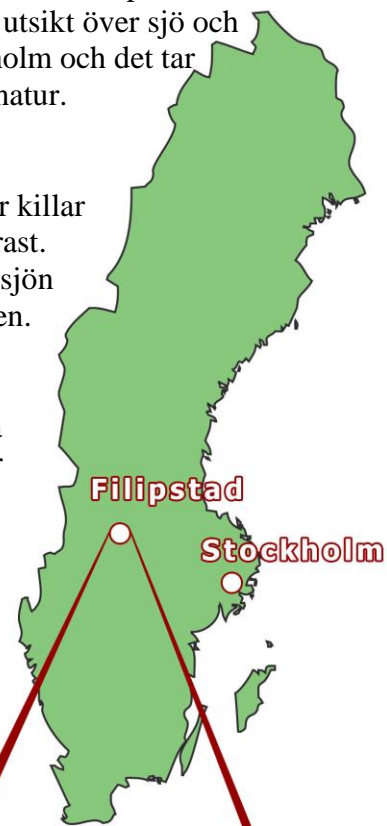 utsikt över sjö och
holm och det tar
natur.
r killar
rast.
sjön
en.
Filipstad
Stockholm